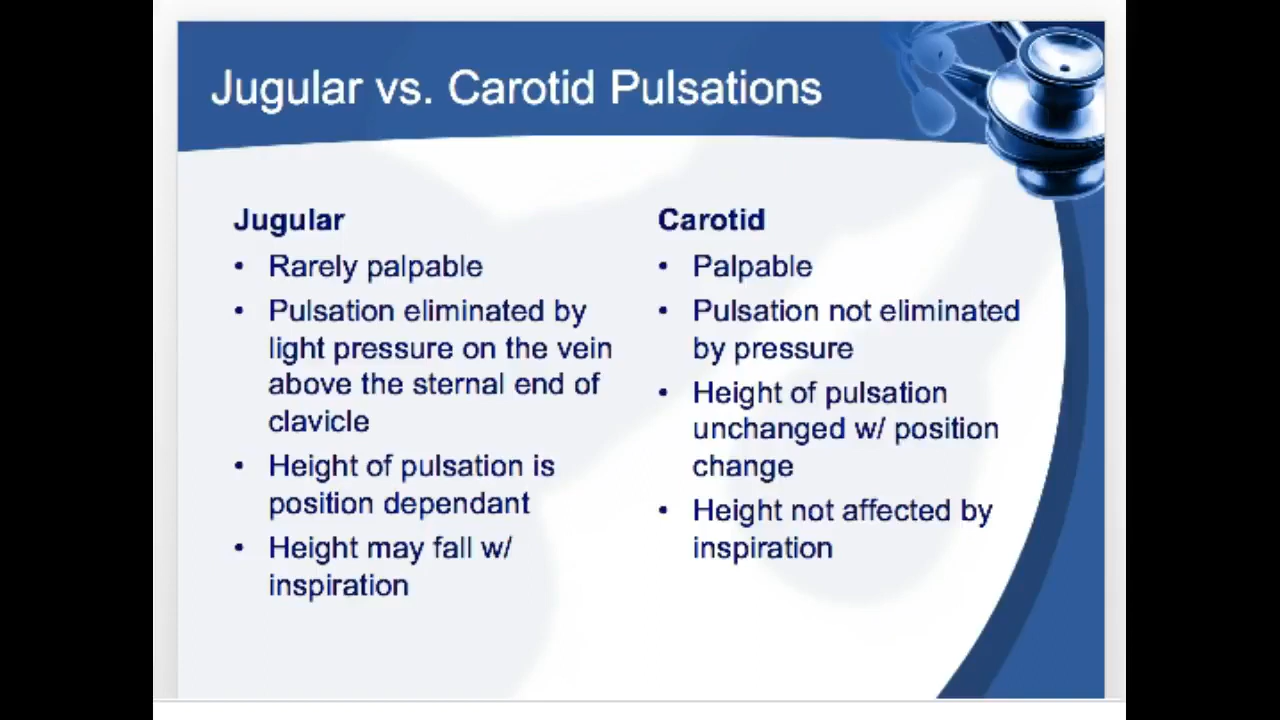 Jugular vs. Carotid Pulsations
Jugular
• Rarely palpable
• Pulsation eliminated by
light pressure on the vein
above the sternal end of
clavicle
• Height of pulsation is
position dependant
• Height may fall w/
inspiration
Carotid
• Palpable
• Pulsation not eliminated
by pressure
• Height of pulsation
unchanged w/ position
change
• Height not affected by
inspiration